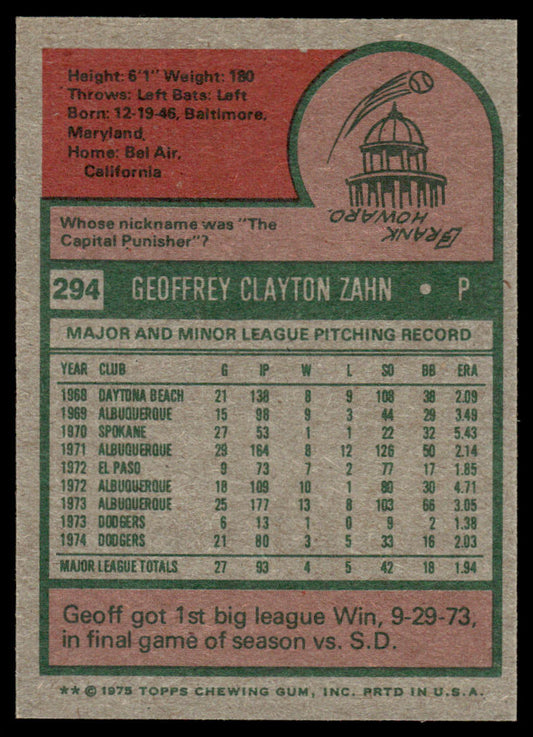 Height: 6'1" Weight: 180
Throws: Left Bats: Left
Born: 12-19-46, Baltimore,
Maryland
Home: Bel Air,
California
Whose nickname was "The
Capital Punisher"?
FRANK
HOWARD
294 GEOFFREY CLAYTON ZAHN • P
MAJOR AND MINOR LEAGUE PITCHING RECORD
YEAR CLUB G IP W L SO BB ERA
1968 DAYTONA BEACH 21 138 8 9 108 38 2.09
1969 ALBUQUERQUE 15 98 9 3 44 29 3.49
1970 SPOKANE 27 53 1 1 22 32 5.43
1971 ALBUQUERQUE 29 164 8 12 126 50 2.14
1972 EL PASO 9 73 7 2 77 17 1.85
1972 ALBUQUERQUE 18 109 10 1 80 30 4.71
1973 ALBUQUERQUE 25 177 13 8 103 66 3.05
1973 DODGERS 6 13 1 0 9 2 1.38
1974 DODGERS 21 80 3 5 33 16 2.03
MAJOR LEAGUE TOTALS 27 93 4 5 42 18 1.94
Geoff got 1st big league Win, 9-29-73,
in final game of season vs. S.D.
** © 1975 TOPPS CHEWING GUM, INC. PRTD IN U.S.A.